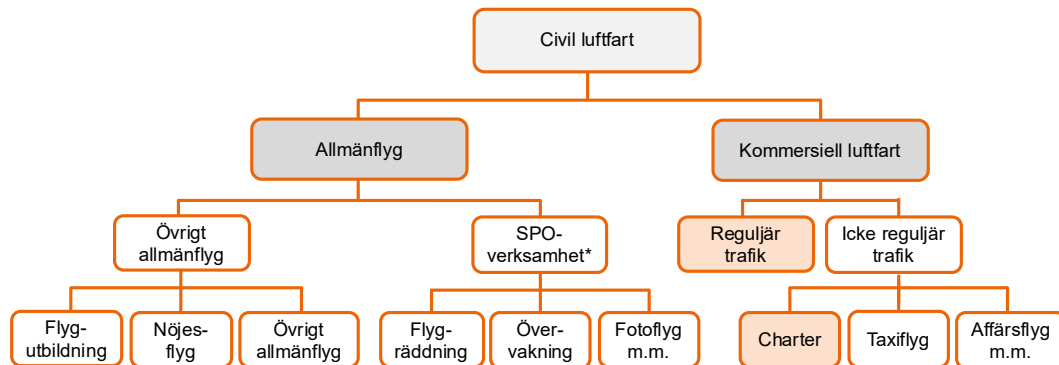 Civil luftfart
Allmänflyg
Kommersiell luftfart
Övrigt
allmänflyg
SPO-
verksamhet*
Reguljär
trafik
Icke reguljär
trafik
Flyg-
utbildning
Nöjes-
flyg
Övrigt
allmänflyg
Flyg-
räddning
Över-
vakning
Fotoflyg
m.m.
Charter
Taxiflyg
Affärsflyg
m.m.